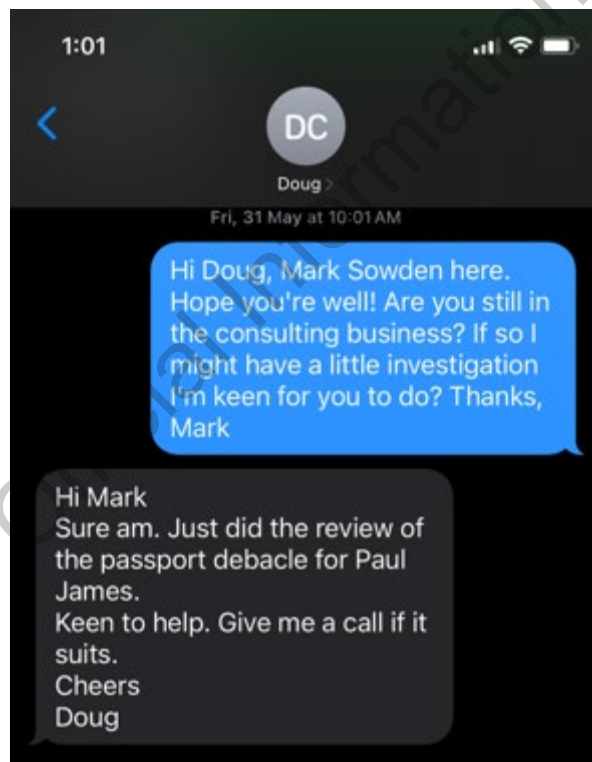 1:01
DC
Doug >
Fri, 31 May at 10:01 AM
Hi Doug, Mark Sowden here.
Hope you're well! Are you still in
the consulting business? If so I
might have a little investigation
I'm keen for you to do? Thanks,
Mark
Hi Mark
Sure am. Just did the review of
the passport debacle for Paul
James.
Keen to help. Give me a call if it
suits.
Cheers
Doug
Official Information